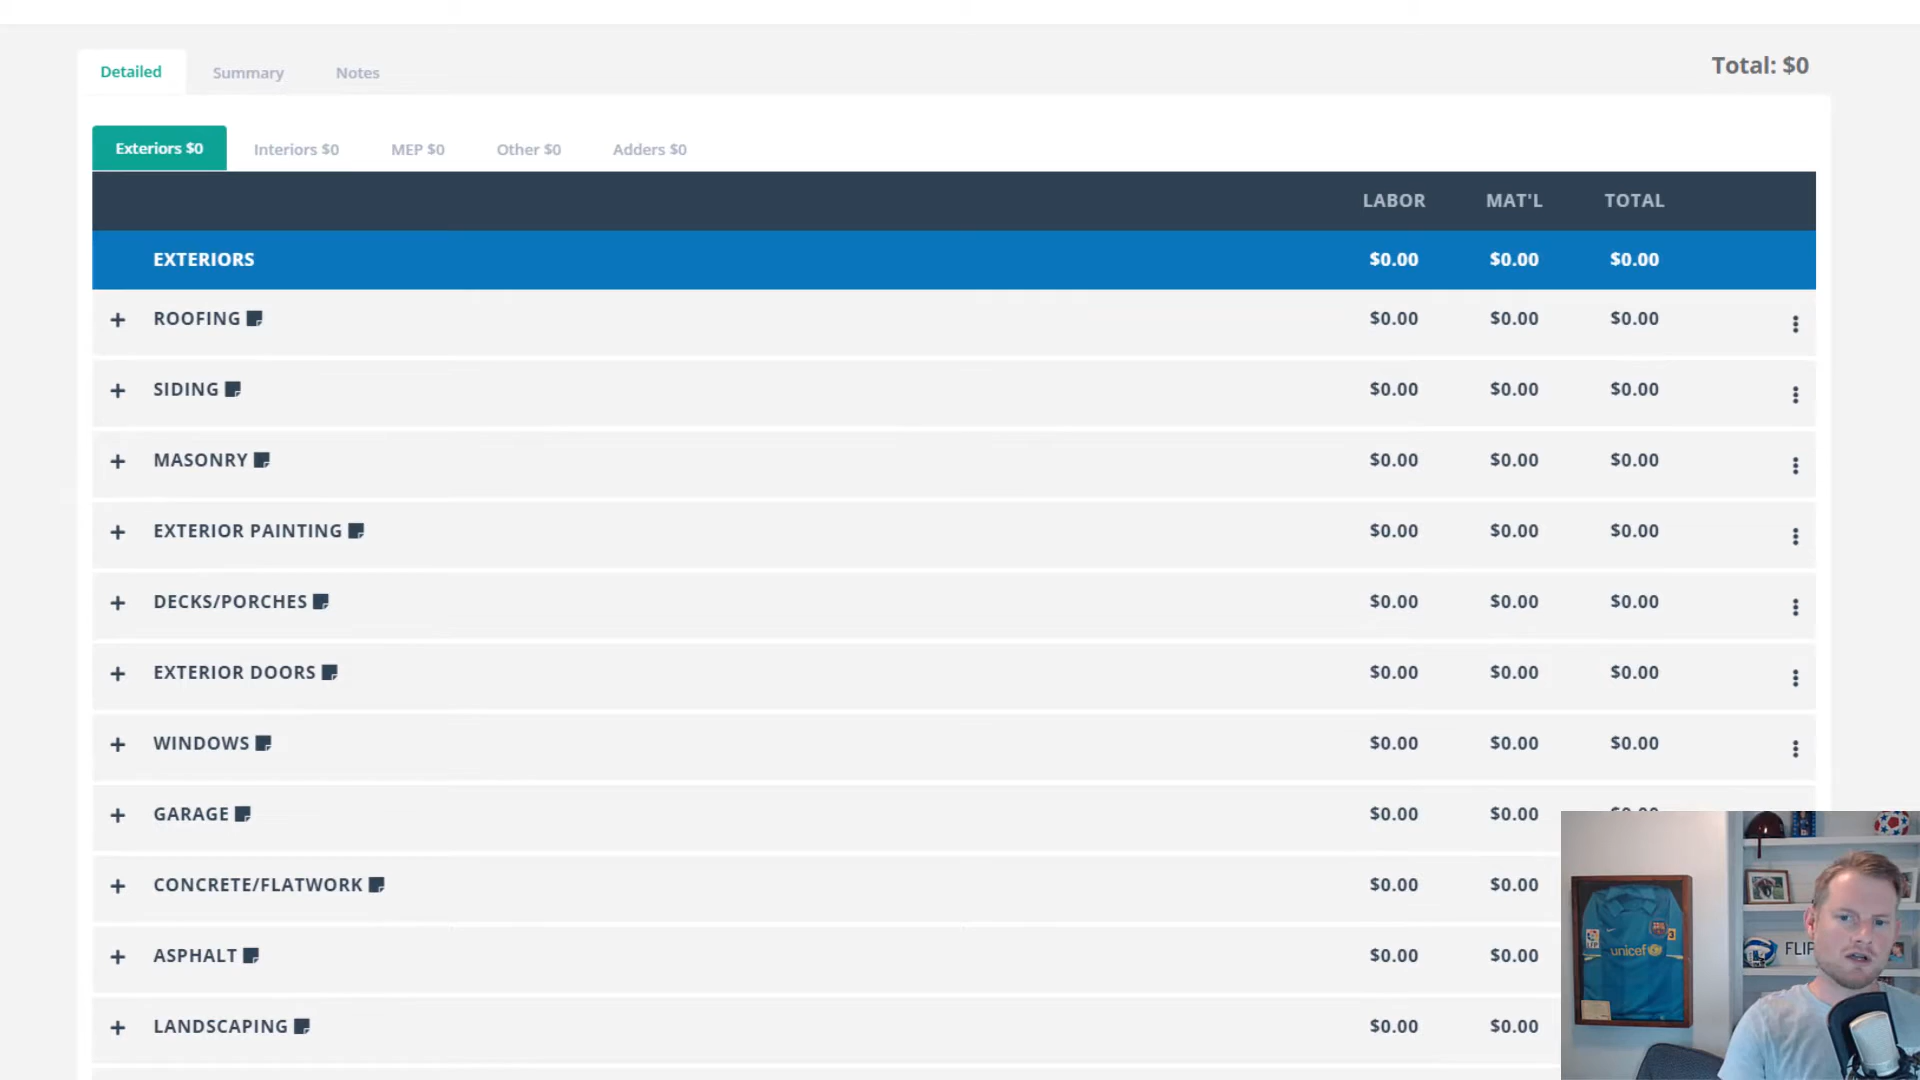 Detailed Summary Notes Total: $0
Exteriors $0 Interiors $0 MEP $0 Other $0 Adders $0
LABOR MAT'L TOTAL
EXTERIORS $0.00 $0.00 $0.00
ROOFING $0.00 $0.00 $0.00
SIDING $0.00 $0.00 $0.00
MASONRY $0.00 $0.00 $0.00
EXTERIOR PAINTING $0.00 $0.00 $0.00
DECKS/PORCHES $0.00 $0.00 $0.00
EXTERIOR DOORS $0.00 $0.00 $0.00
WINDOWS $0.00 $0.00 $0.00
GARAGE $0.00 $0.00
CONCRETE/FLATWORK $0.00 $0.00
ASPHALT $0.00 $0.00
LANDSCAPING $0.00 $0.00
unicef
FLIP